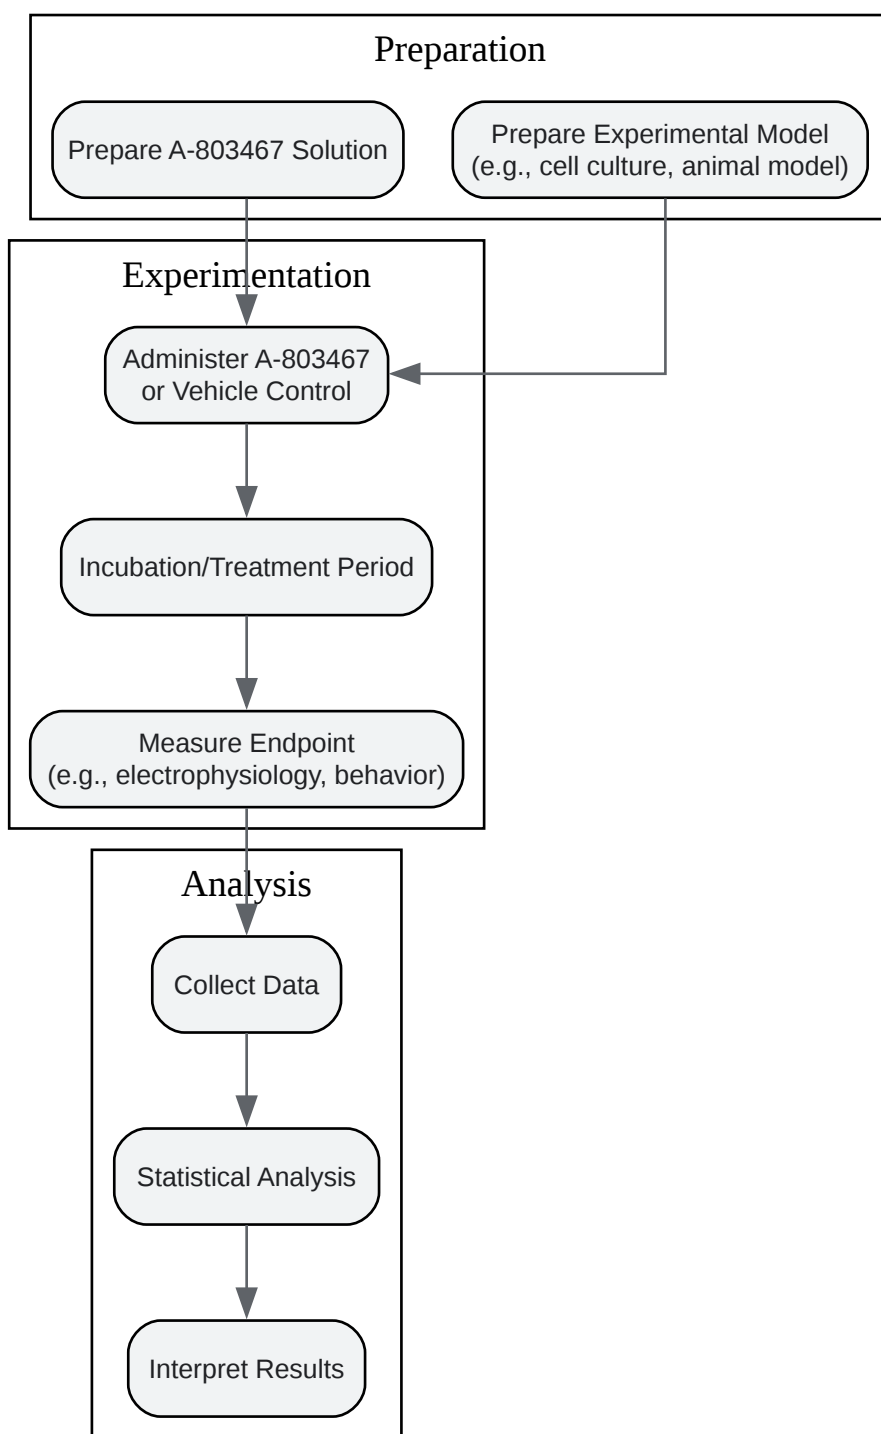 Preparation
Prepare A-803467 Solution
Prepare Experimental Model
(e.g., cell culture, animal model)
Experimentation
Administer A-803467
or Vehicle Control
Incubation/Treatment Period
Measure Endpoint
(e.g., electrophysiology, behavior)
Analysis
Collect Data
Statistical Analysis
Interpret Results